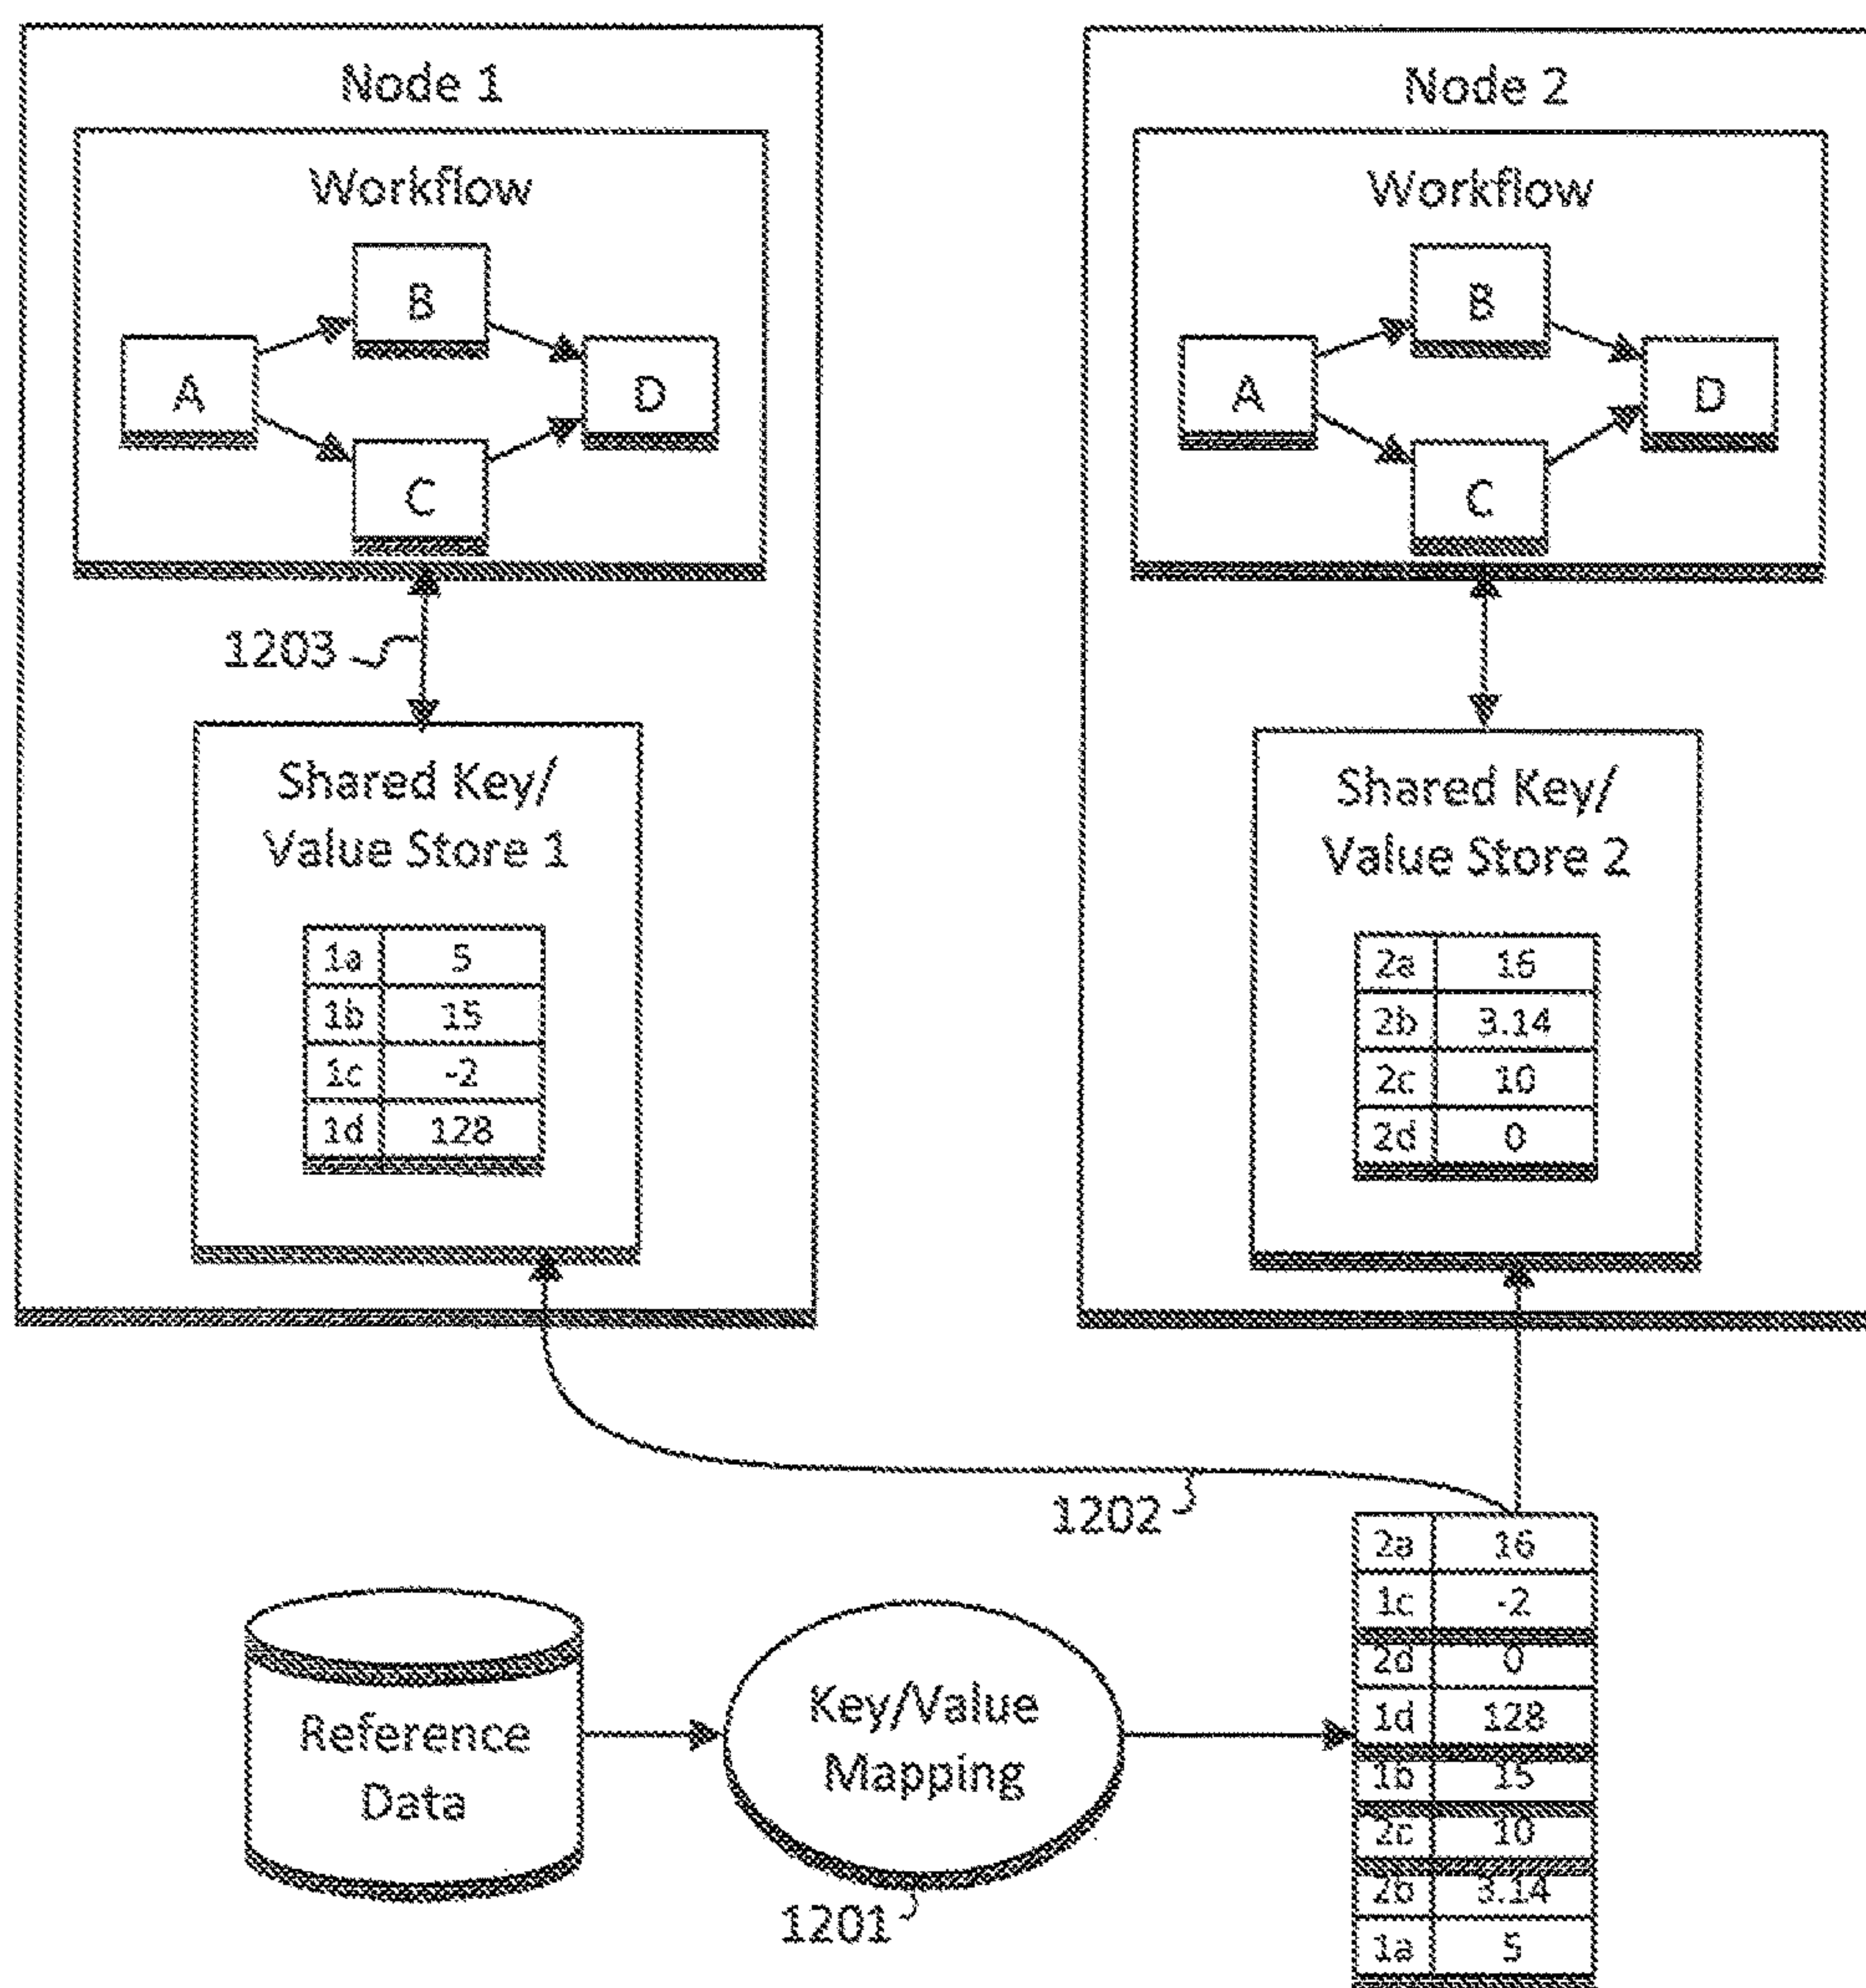 Node 1
Workflow
B
A
D
C
1203
Shared Key/
Value Store 1
1a 5
1b 15
1c -2
1d 128
Node 2
Workflow
B
A
D
C
Shared Key/
Value Store 2
2a 16
2b 3.14
2c 10
2d 0
1202
Reference
Data
Key/Value
Mapping
1201
2a 16
1c -2
2d 0
1d 128
1b 15
2c 10
2b 3.14
1a 5